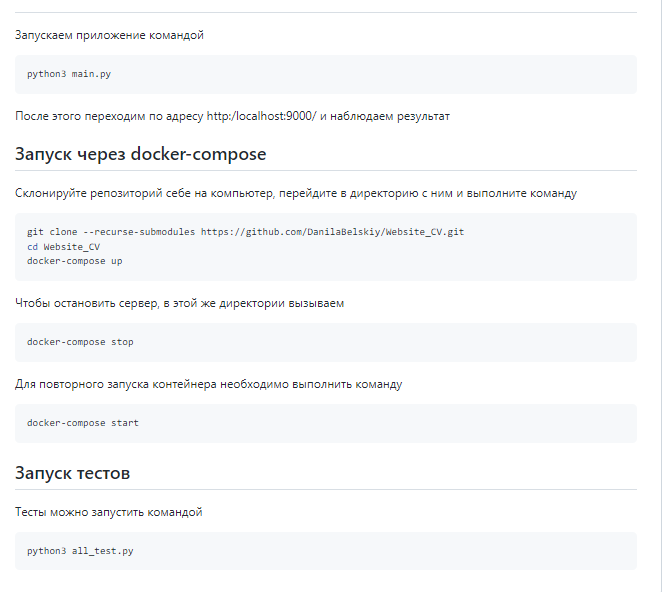 Запускаем приложение командой
python3 main.py
После этого переходим по адресу http:/localhost:9000/ и наблюдаем результат
Запуск через docker-compose
Склонируйте репозиторий себе на компьютер, перейдите в директорию с ним и выполните команду
git clone --recurse-submodules https://github.com/DanilaBelskiy/Website_CV.git
cd Website_CV
docker-compose up
Чтобы остановить сервер, в этой же директории вызываем
docker-compose stop
Для повторного запуска контейнера необходимо выполнить команду
docker-compose start
Запуск тестов
Тесты можно запустить командой
python3 all_test.py